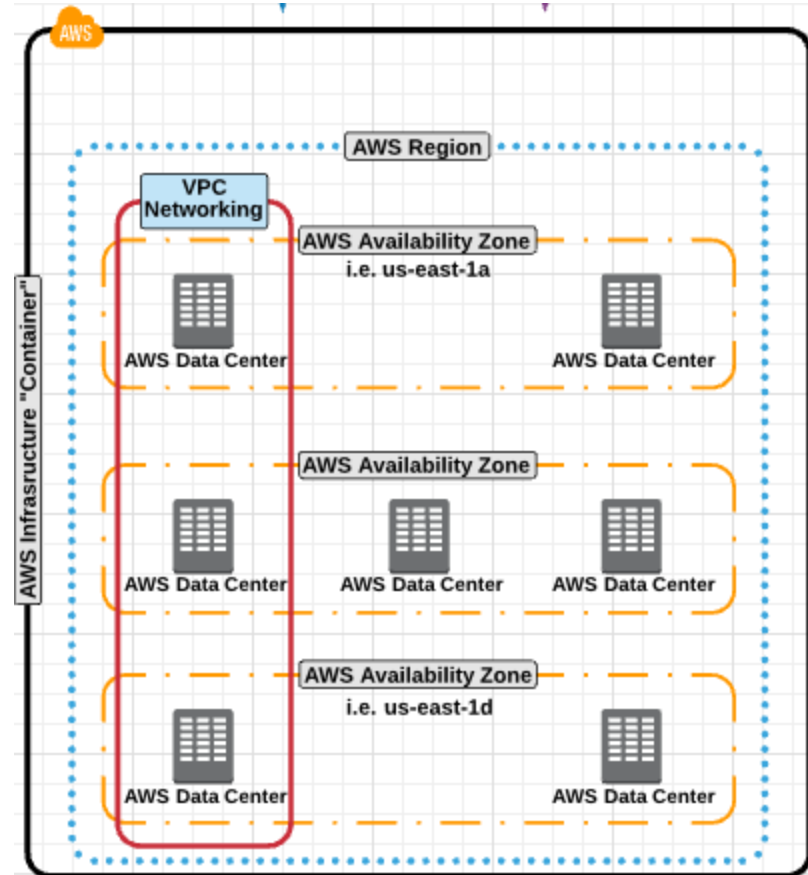 AWS
AWS Region
VPC
Networking
AWS Availability Zone
i.e. us-east-1a
AWS Data Center
AWS Data Center
AWS Infrasructure "Container"
AWS Availability Zone
AWS Data Center
AWS Data Center
AWS Data Center
AWS Availability Zone
i.e. us-east-1d
AWS Data Center
AWS Data Center